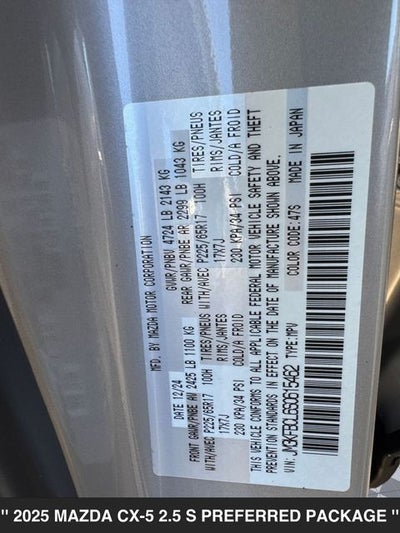 MFD. BY MAZDA MOTOR CORPORATION
DATE 12/24 GVWR/PNBV 4724 LB 2143 KG
FRONT GAWR/PNBE AV 2425 LB 1100 KG REAR GAWR/PNBE AR 2299 LB 1043 KG
TIRES/PNEUS WITH/AVEC P225/65R17 100H TIRES/PNEUS WITH/AVEC P225/65R17 100H
RIMS/JANTES 17X7J RIMS/JANTES 17X7J
COLD/A FROID 230 KPA/34 PSI COLD/A FROID 230 KPA/34 PSI
THIS VEHICLE CONFORMS TO ALL APPLICABLE FEDERAL MOTOR VEHICLE SAFETY AND THEFT
PREVENTION STANDARDS IN EFFECT ON THE DATE OF MANUFACTURE SHOWN ABOVE.
VIN: TYPE: MPV COLOR CODE: 47S MADE IN JAPAN
" 2025 MAZDA CX-5 2.5 S PREFERRED PACKAGE "